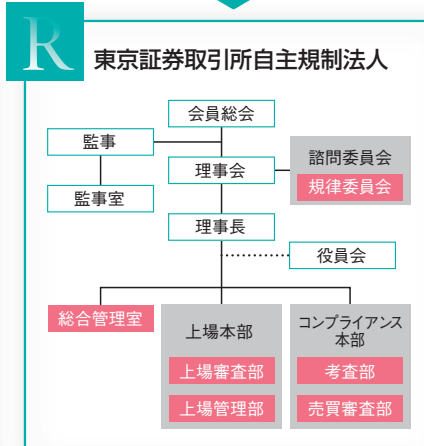 R
東京証券取引所自主規制法人
会員総会
監事
諮問委員会
理事会
規律委員会
監事室
理事長
役員会
総合管理室
上場本部
コンプライアンス
本部
上場審査部
考査部
上場管理部
売買審査部